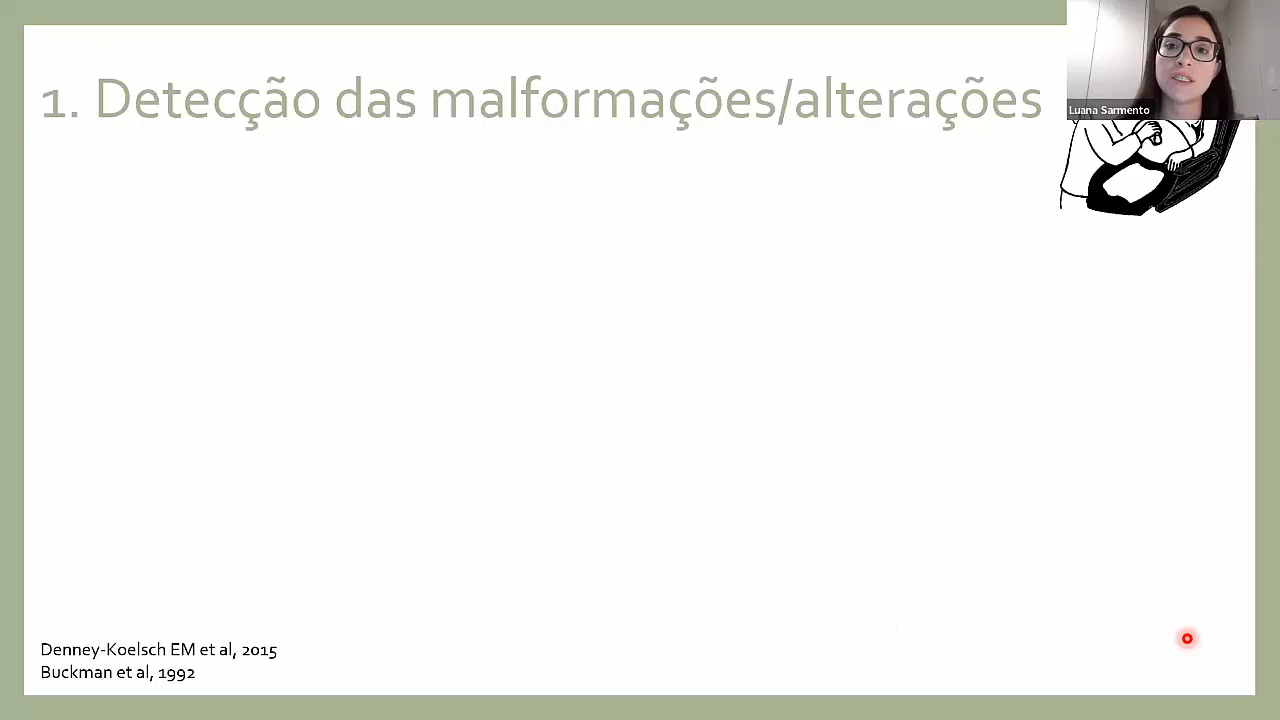 1. Detecção das malformações/alterações
Luana Sarmento
Denney-Koelsch EM et al, 2015
Buckman et al, 1992